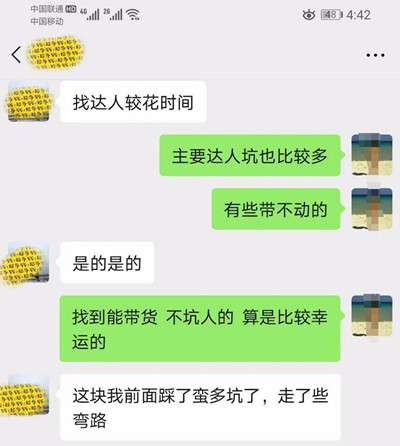 中国联通 HD 4G 2G
中国移动
48 4:42
找达人较花时间
主要达人坑也比较多
有些带不动的
是的是的
找到能带货 不坑人的 算是比较幸
运的
这块我前面踩了蛮多坑了，走了些
弯路